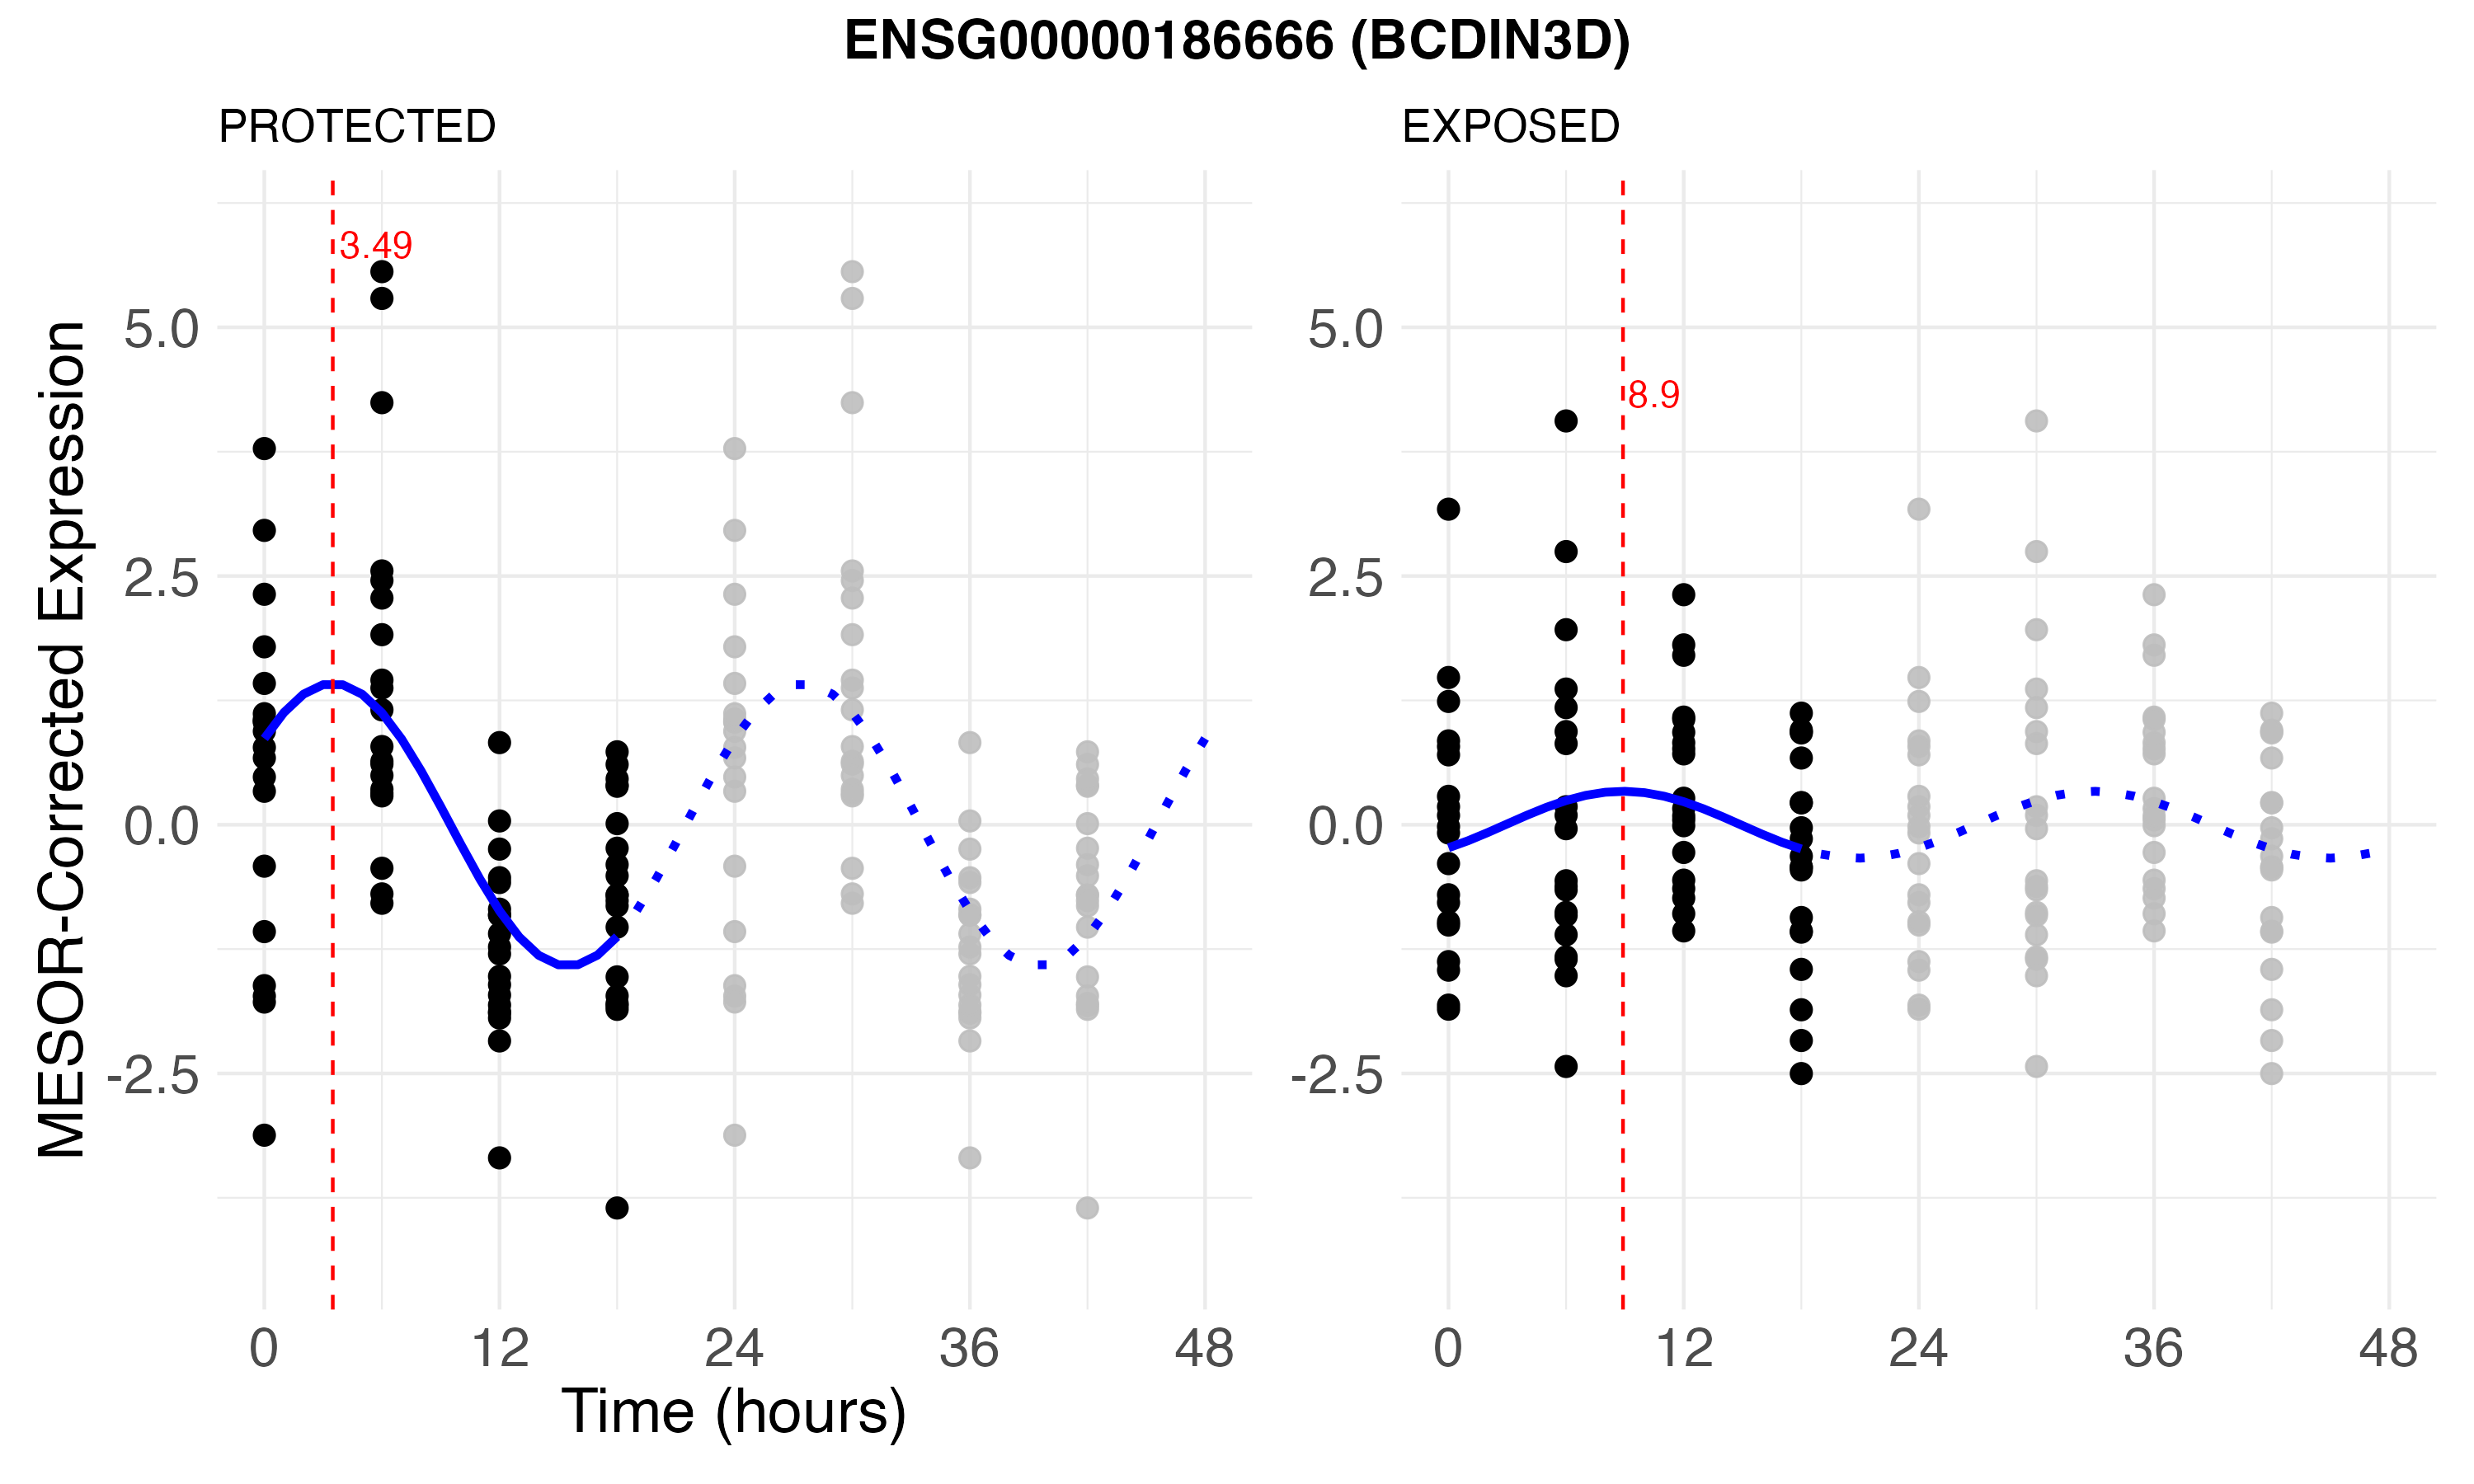 ENSG00000186666 (BCDIN3D)
PROTECTED
EXPOSED
MESOR-Corrected Expression
3.49
8.9
5.0
2.5
0.0
-2.5
5.0
2.5
0.0
-2.5
0 12 24 36 48
0 12 24 36 48
Time (hours)